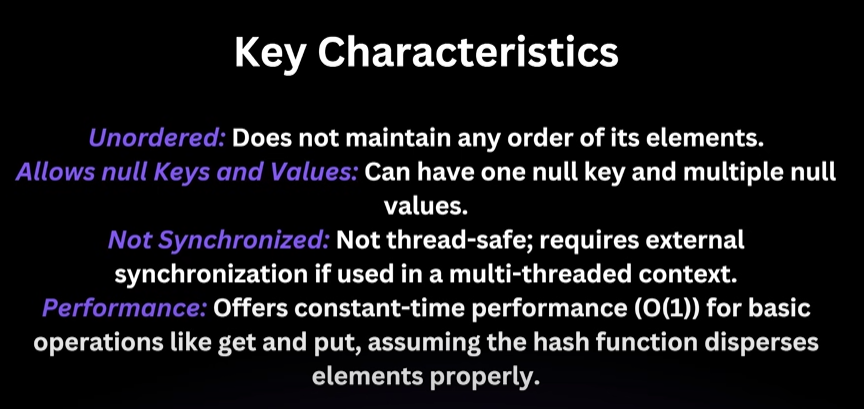 Key Characteristics
Unordered: Does not maintain any order of its elements.
Allows null Keys and Values: Can have one null key and multiple null
values.
Not Synchronized: Not thread-safe; requires external
synchronization if used in a multi-threaded context.
Performance: Offers constant-time performance (O(1)) for basic
operations like get and put, assuming the hash function disperses
elements properly.